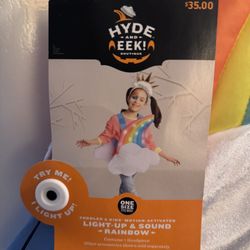 $35.00
HYDE
AND
EEK!
BOUTIQUE
TRY ME!
I LIGHT UP!
ONE
SIZE
TODDLER & KIDS' MOTION ACTIVATED
LIGHT-UP & SOUND
RAINBOW